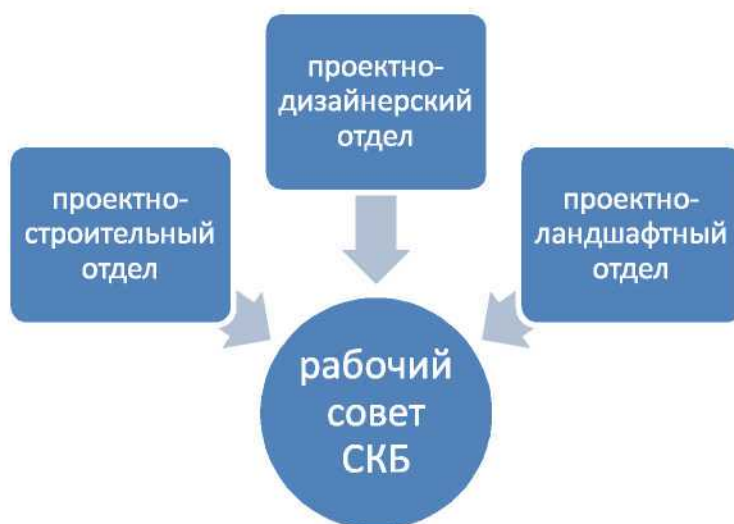 проектно-
дизайнерский
отдел
проектно-
строительный
отдел
проектно-
ландшафтный
отдел
рабочий
совет
СКБ